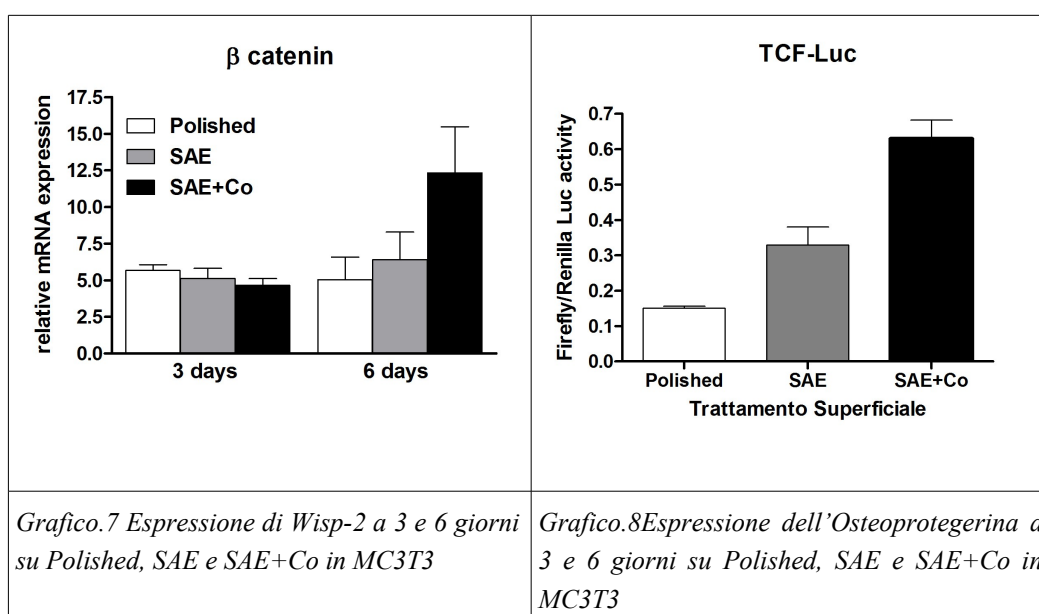 β catenin
17.5
15.0
12.5
10.0
7.5
5.0
2.5
0.0
relative mRNA expression
Polished
SAE
SAE+Co
3 days
6 days
TCF-Luc
0.7
0.6
0.5
0.4
0.3
0.2
0.1
0.0
Firefly/Renilla Luc activity
Polished
SAE
SAE+Co
Trattamento Superficiale
Grafico.7 Espressione di Wisp-2 a 3 e 6 giorni
su Polished, SAE e SAE+Co in MC3T3
Grafico.8Espressione dell’Osteoprotegerina a
3 e 6 giorni su Polished, SAE e SAE+Co in
MC3T3